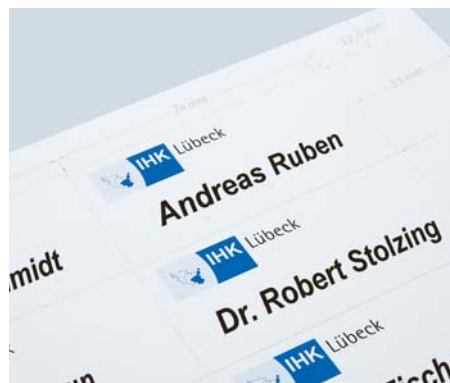 12,5 mm
74 mm
31 mm
IHK Lübeck
Andreas Ruben
midt
IHK Lübeck
Dr. Robert Stolzing
IHK Lübeck